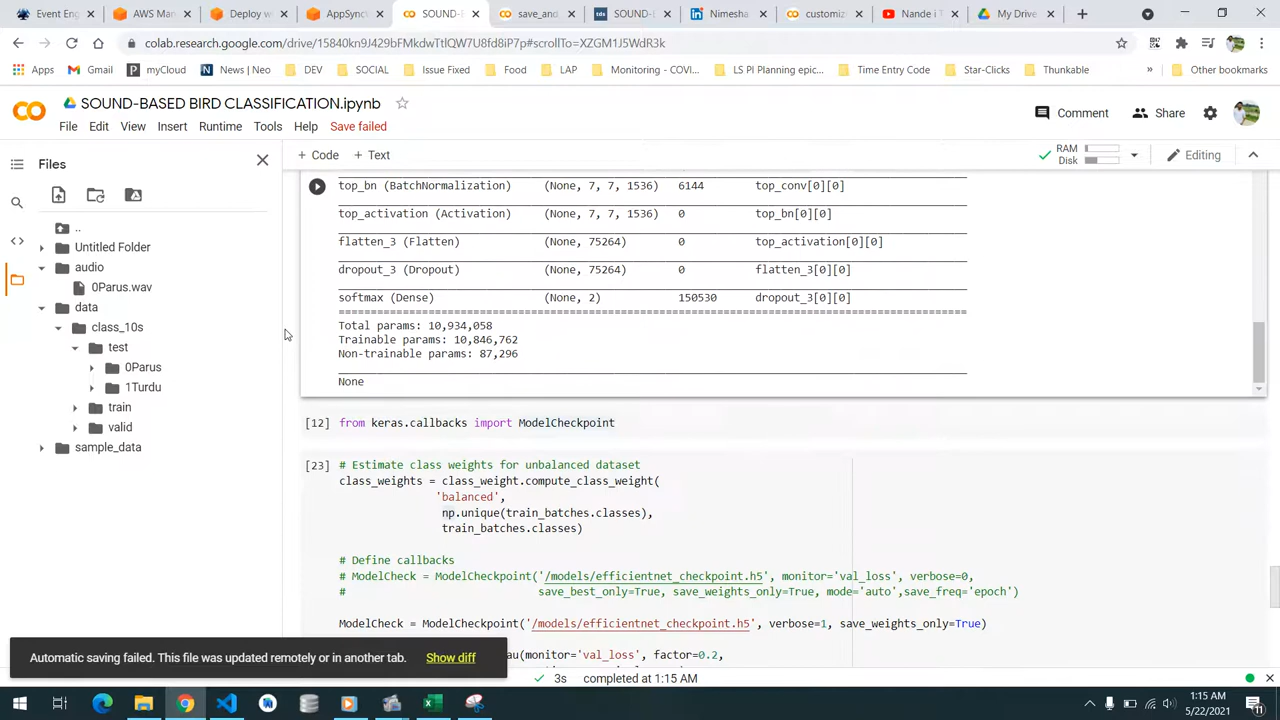 Event Eng
AWS Man
Deploy w
AppSync
SOUND-B
save_and
SOUND-B
Nimesha
customiz
Nande i T
My Drive
colab.research.google.com/drive/15840kn9J429bFMkdwTtlQW7U8fd8iP7p#scrollTo=XZGM1J5WdR3k
Apps Gmail myCloud News | Neo DEV SOCIAL Issue Fixed Food LAP Monitoring - COVI... LS PI Planning epic... Time Entry Code Star-Clicks Thunkable » Other bookmarks
SOUND-BASED BIRD CLASSIFICATION.ipynb
Comment Share
File Edit View Insert Runtime Tools Help Save failed
Files
+ Code + Text
RAM
Disk
Editing
..
Untitled Folder
audio
0Parus.wav
data
class_10s
test
0Parus
1Turdu
train
valid
sample_data
top_bn (BatchNormalization) (None, 7, 7, 1536) 6144 top_conv[0][0]
top_activation (Activation) (None, 7, 7, 1536) 0 top_bn[0][0]
flatten_3 (Flatten) (None, 75264) 0 top_activation[0][0]
dropout_3 (Dropout) (None, 75264) 0 flatten_3[0][0]
softmax (Dense) (None, 2) 150530 dropout_3[0][0]
Total params: 10,934,058
Trainable params: 10,846,762
Non-trainable params: 87,296
None
[12] from keras.callbacks import ModelCheckpoint
[23] # Estimate class weights for unbalanced dataset
class_weights = class_weight.compute_class_weight(
'balanced',
np.unique(train_batches.classes),
train_batches.classes)
# Define callbacks
# ModelCheck = ModelCheckpoint('/models/efficientnet_checkpoint.h5', monitor='val_loss', verbose=0,
# save_best_only=True, save_weights_only=True, mode='auto',save_freq='epoch')
ModelCheck = ModelCheckpoint('/models/efficientnet_checkpoint.h5', verbose=1, save_weights_only=True)
au(monitor='val_loss', factor=0.2,
Automatic saving failed. This file was updated remotely or in another tab. Show diff
3s completed at 1:15 AM
1:15 AM
5/22/2021